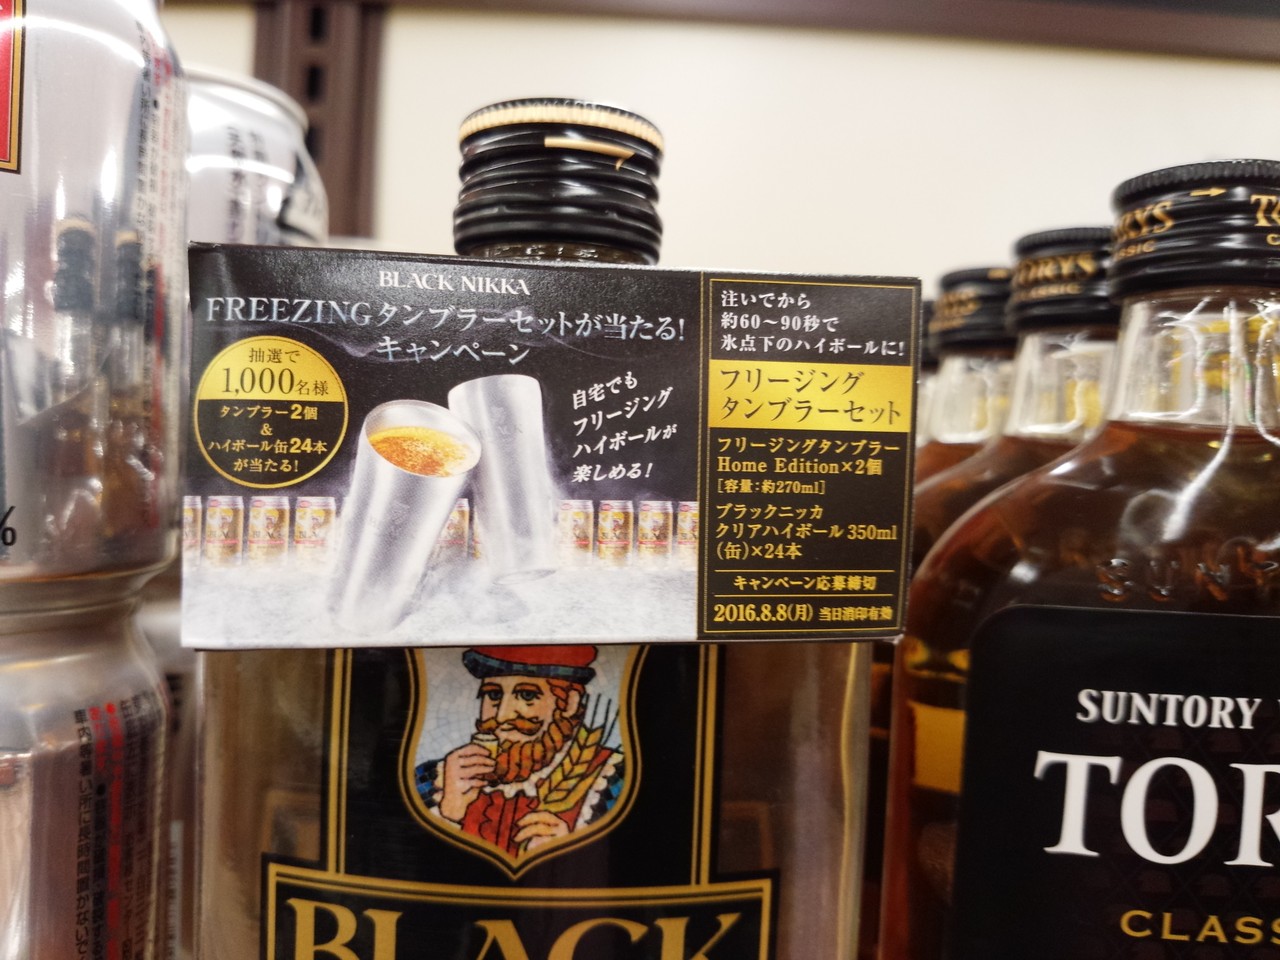 BLACK NIKKA
FREEZINGタンブラーセットが当たる!
キャンペーン
抽選で
1,000名様
タンブラー2個
&
ハイボール缶24本
が当たる!
自宅でも
フリージング
ハイボールが
楽しめる!
注いでから
約60〜90秒で
氷点下のハイボールに!
フリージング
タンブラーセット
フリージングタンブラー
Home Edition×2個
[容量:約270ml]
ブラックニッカ
クリアハイボール 350ml
(缶)×24本
キャンペーン応募締切
2016.8.8(月) 当日消印有効
BLACK
TORYS
CLASSIC
SUNTORY
TOR
CLASS